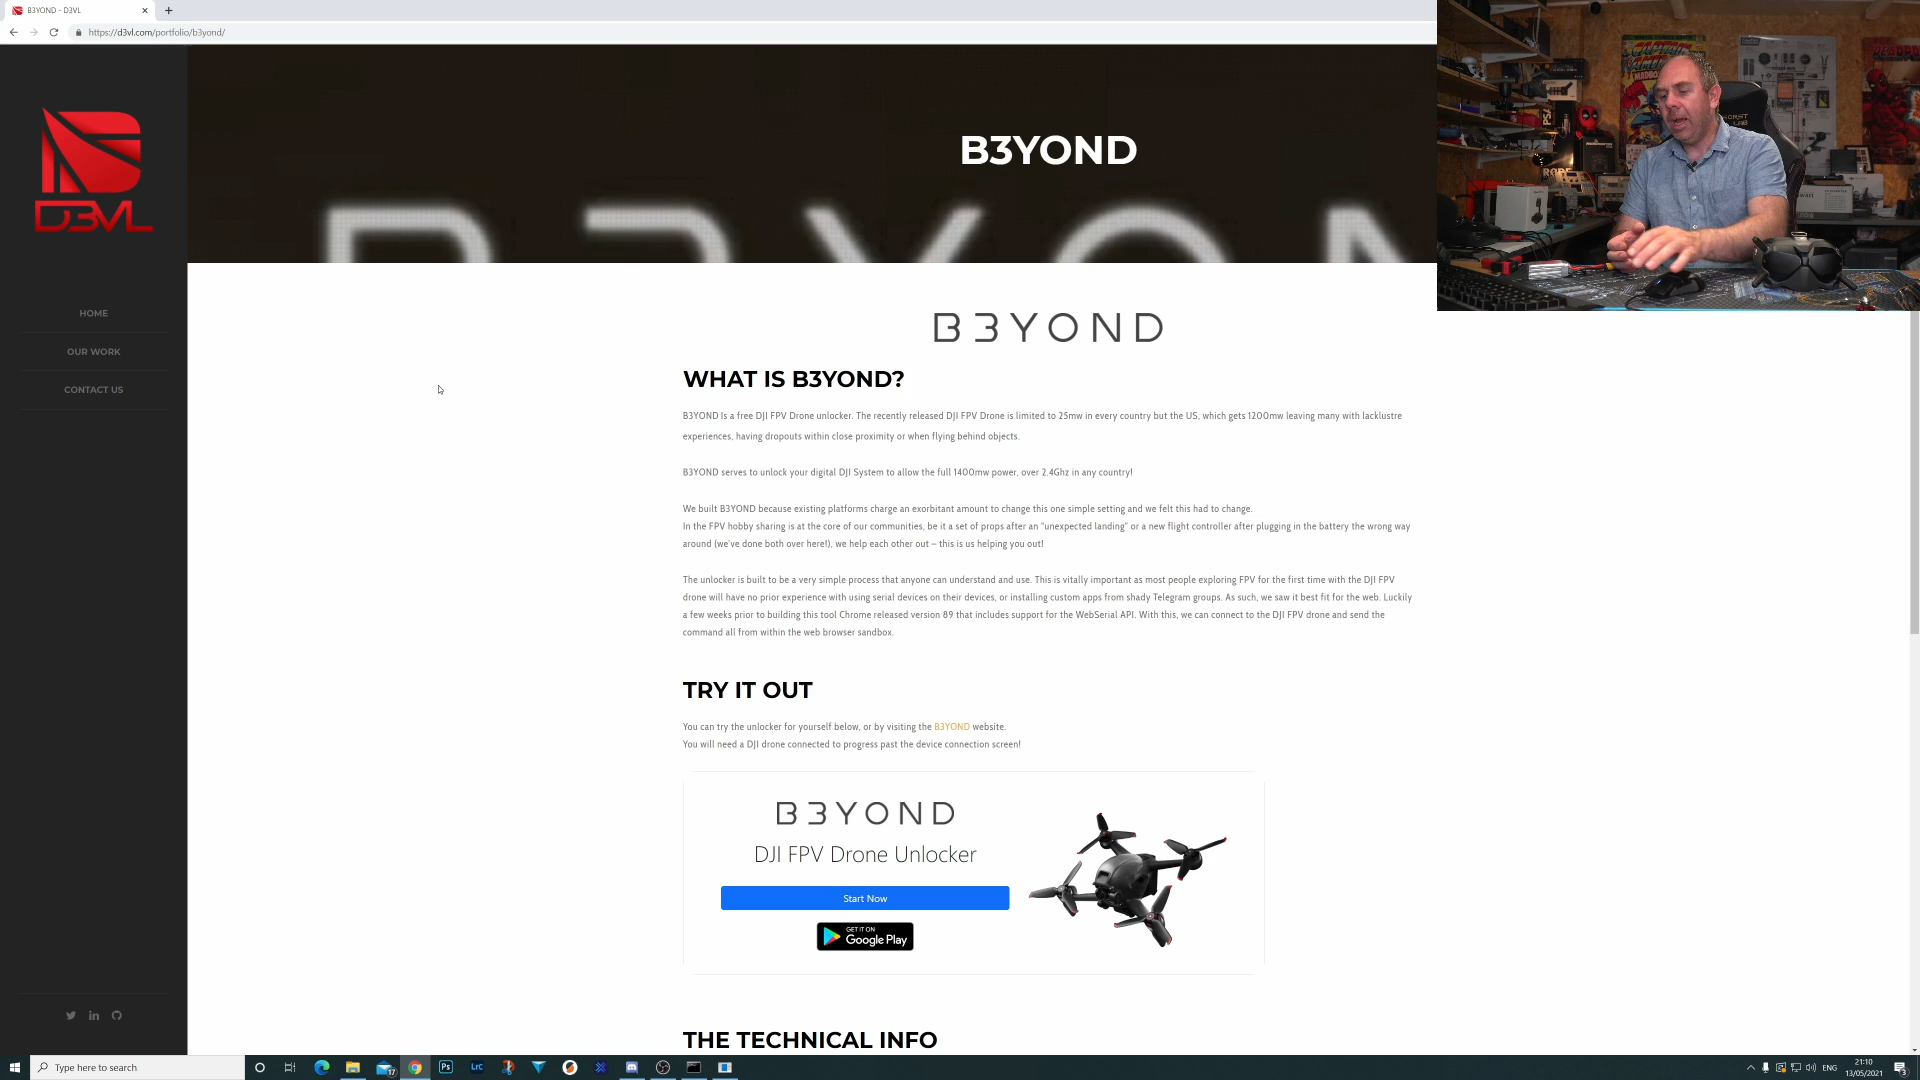 B3YOND - D3VL
https://d3vl.com/portfolio/b3yond/
D3VL
HOME
OUR WORK
CONTACT US
B3YOND
B3YON
B3YOND
WHAT IS B3YOND?
B3YOND Is a free DJI FPV Drone unlocker. The recently released DJI FPV Drone is limited to 25mw in every country but the US, which gets 1200mw leaving many with lacklustre
experiences, having dropouts within close proximity or when flying behind objects.
B3YOND serves to unlock your digital DJI System to allow the full 1400mw power, over 2.4Ghz in any country!
We built B3YOND because existing platforms charge an exorbitant amount to change this one simple setting and we felt this had to change.
In the FPV hobby sharing is at the core of our communities, be it a set of props after an "unexpected landing" or a new flight controller after plugging in the battery the wrong way
around (we've done both over here!), we help each other out – this is us helping you out!
The unlocker is built to be a very simple process that anyone can understand and use. This is vitally important as most people exploring FPV for the first time with the DJI FPV
drone will have no prior experience with using serial devices on their devices, or installing custom apps from shady Telegram groups. As such, we saw it best fit for the web. Luckily
a few weeks prior to building this tool Chrome released version 89 that includes support for the WebSerial API. With this, we can connect to the DJI FPV drone and send the
command all from within the web browser sandbox.
TRY IT OUT
You can try the unlocker for yourself below, or by visiting the B3YOND website.
You will need a DJI drone connected to progress past the device connection screen!
B3YOND
DJI FPV Drone Unlocker
Start Now
GET IT ON
Google Play
THE TECHNICAL INFO
Type here to search
Ps
LrC
17
ENG
21:10
13/05/2021
3
CAPTAIN
RODE